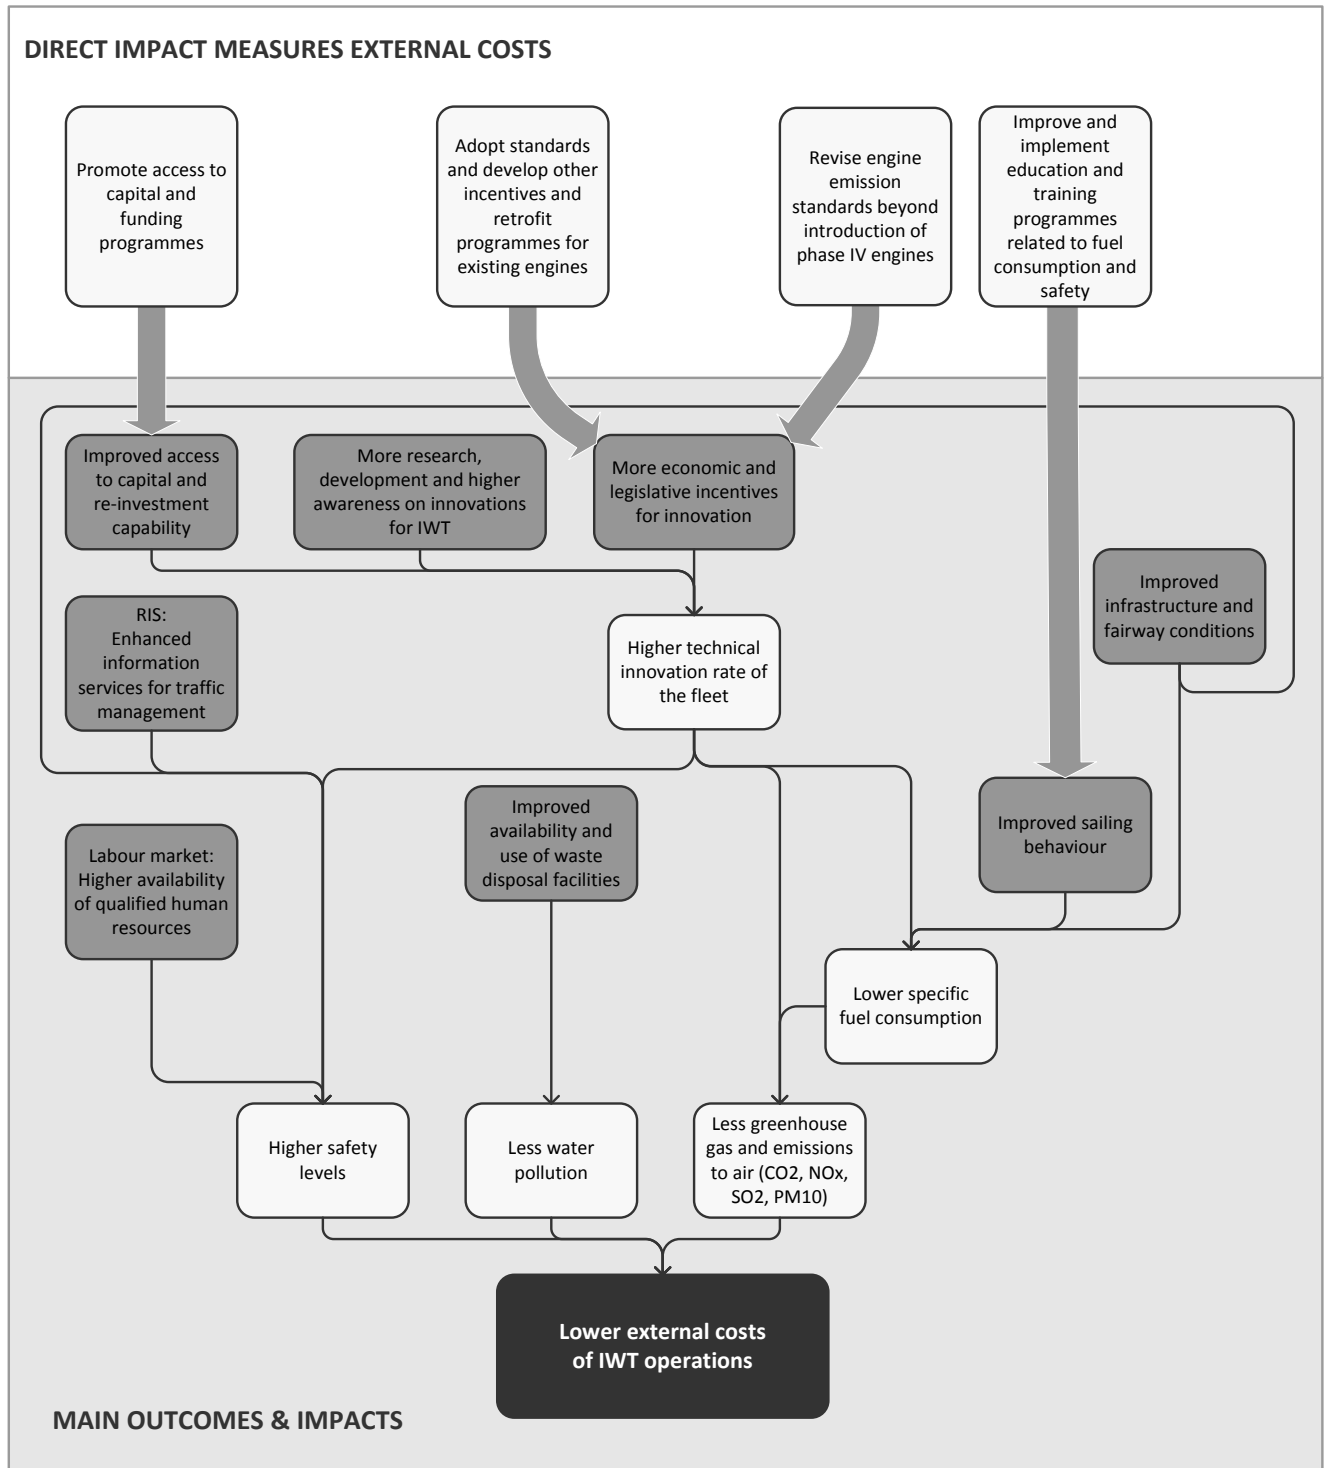 DIRECT IMPACT MEASURES EXTERNAL COSTS
Promote access to
capital and
funding
programmes
Adopt standards
and develop other
incentives and
retrofit
programmes for
existing engines
Revise engine
emission
standards beyond
introduction of
phase IV engines
Improve and
implement
education and
training
programmes
related to fuel
consumption and
safety
Improved access
to capital and
re-investment
capability
More research,
development and higher
awareness on innovations
for IWT
More economic and
legislative incentives
for innovation
Improved
infrastructure and
fairway conditions
RIS:
Enhanced
information
services for traffic
management
Higher technical
innovation rate of
the fleet
Improved
availability and
use of waste
disposal facilities
Improved sailing
behaviour
Labour market:
Higher availability
of qualified human
resources
Lower specific
fuel consumption
Higher safety
levels
Less water
pollution
Less greenhouse
gas and emissions
to air (CO2, NOx,
SO2, PM10)
Lower external costs
of IWT operations
MAIN OUTCOMES & IMPACTS